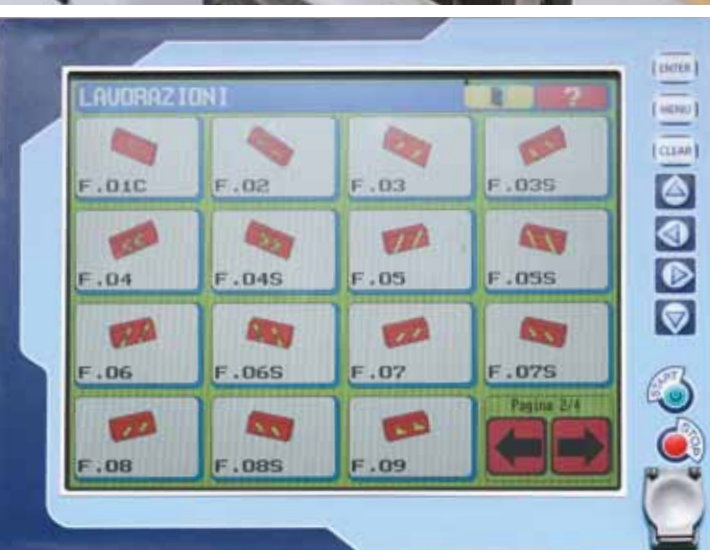 LAVORAZIONI
?
F.01C
F.02
F.03
F.03S
F.04
F.04S
F.05
F.05S
F.06
F.06S
F.07
F.07S
F.08
F.08S
F.09
Pagina 2/4
ENTER
MENU
CLEAR
START
STOP